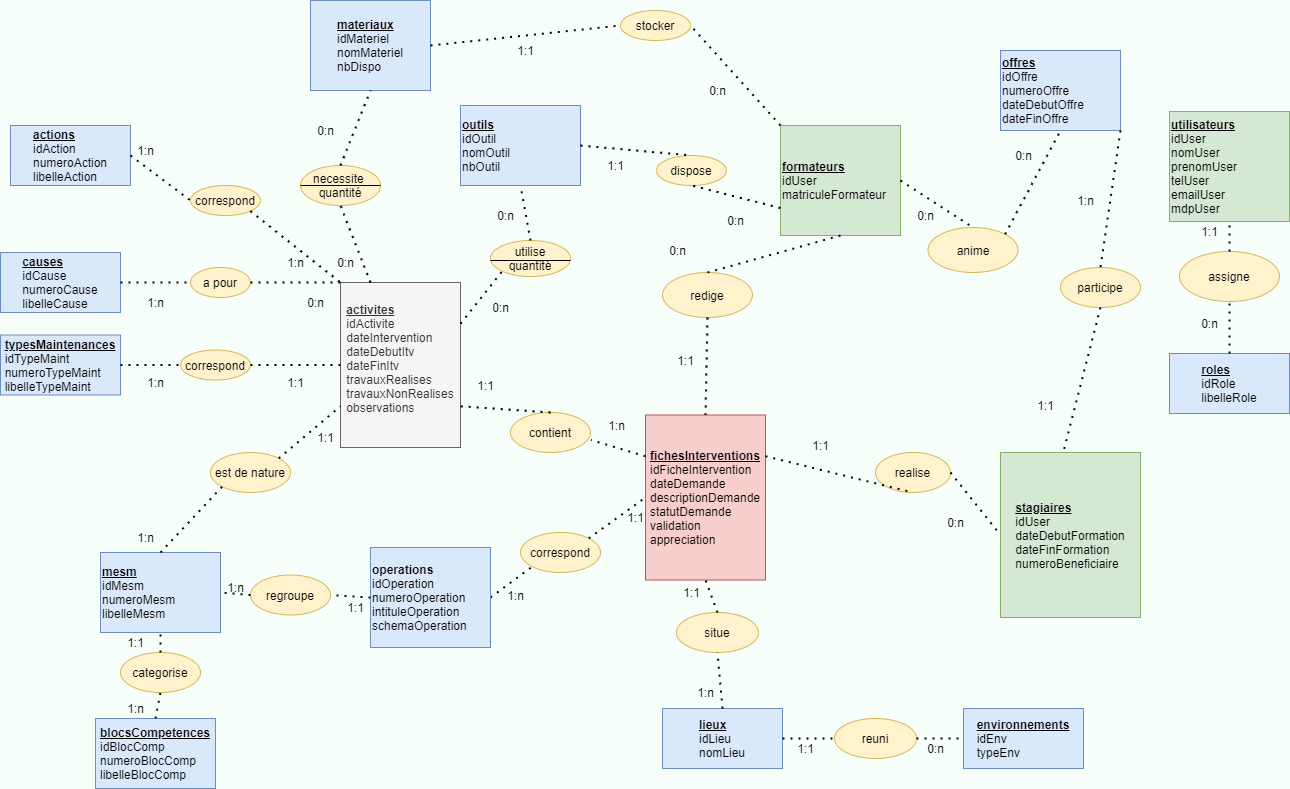 materiaux
idMateriel
nomMateriel
nbDispo
stocker
1:1
0:n
offres
idOffre
numeroOffre
dateDebutOffre
dateFinOffre
outils
idOutil
nomOutil
nbOutil
actions
idAction
numeroAction
libelleAction
1:n
0:n
utilisateurs
idUser
nomUser
prenomUser
telUser
emailUser
mdpUser
formateurs
idUser
matriculeFormateur
1:1
dispose
0:n
0:n
necessite
quantité
correspond
1:n
0:n
0:n
0:n
1:n
1:1
utilise
quantité
0:n
0:n
anime
assigne
causes
idCause
numeroCause
libelleCause
1:n
a pour
0:n
redige
participe
0:n
activites
idActivite
dateIntervention
dateDebutItv
dateFinItv
travauxRealises
travauxNonRealises
observations
typesMaintenances
idTypeMaint
numeroTypeMaint
libelleTypeMaint
1:n
correspond
1:1
1:1
roles
idRole
libelleRole
1:1
1:1
1:n
contient
1:1
1:1
est de nature
fichesInterventions
idFicheIntervention
dateDemande
descriptionDemande
statutDemande
validation
appreciation
1:1
realise
0:n
stagiaires
idUser
dateDebutFormation
dateFinFormation
numeroBeneficiaire
1:n
1:1
correspond
1:n
mesm
idMesm
numeroMesm
libelleMesm
1:n
regroupe
1:1
operations
idOperation
numeroOperation
intituleOperation
schemaOperation
1:1
situe
1:n
1:1
categorise
1:n
blocsCompetences
idBlocComp
numeroBlocComp
libelleBlocComp
lieux
idLieu
nomLieu
1:1
reuni
0:n
environnements
idEnv
typeEnv